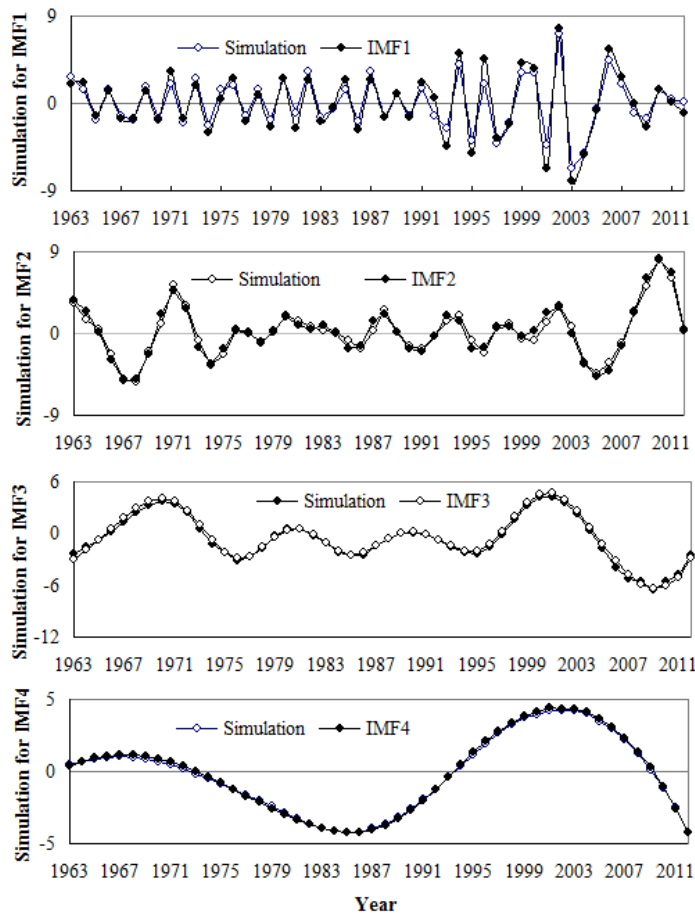 Simulation for IMF1
9
0
-9
Simulation IMF1
1963 1967 1971 1975 1979 1983 1987 1991 1995 1999 2003 2007 2011
Simulation for IMF2
9
0
-9
Simulation IMF2
1963 1967 1971 1975 1979 1983 1987 1991 1995 1999 2003 2007 2011
Simulation for IMF3
6
0
-6
-12
Simulation IMF3
1963 1967 1971 1975 1979 1983 1987 1991 1995 1999 2003 2007 2011
Simulation for IMF4
5
0
-5
Simulation IMF4
1963 1967 1971 1975 1979 1983 1987 1991 1995 1999 2003 2007 2011
Year